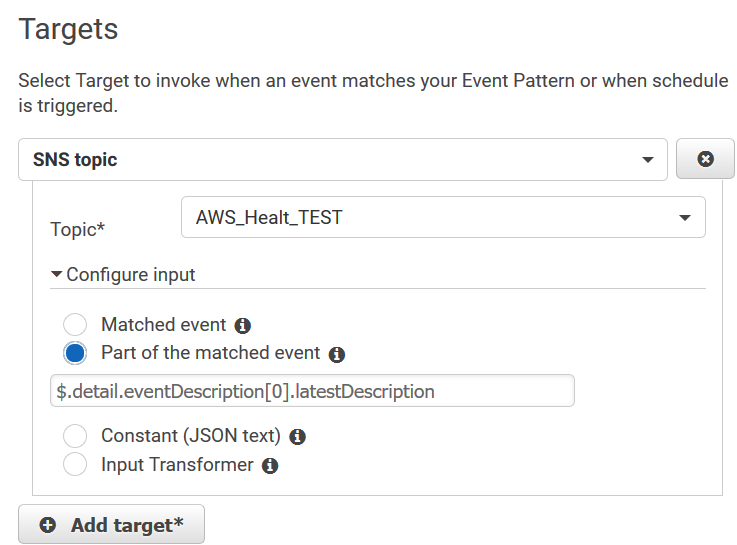 Targets
Select Target to invoke when an event matches your Event Pattern or when schedule
is triggered.
SNS topic
Topic*
AWS_Healt_TEST
Configure input
Matched event
Part of the matched event
$.detail.eventDescription[0].latestDescription
Constant (JSON text)
Input Transformer
Add target*